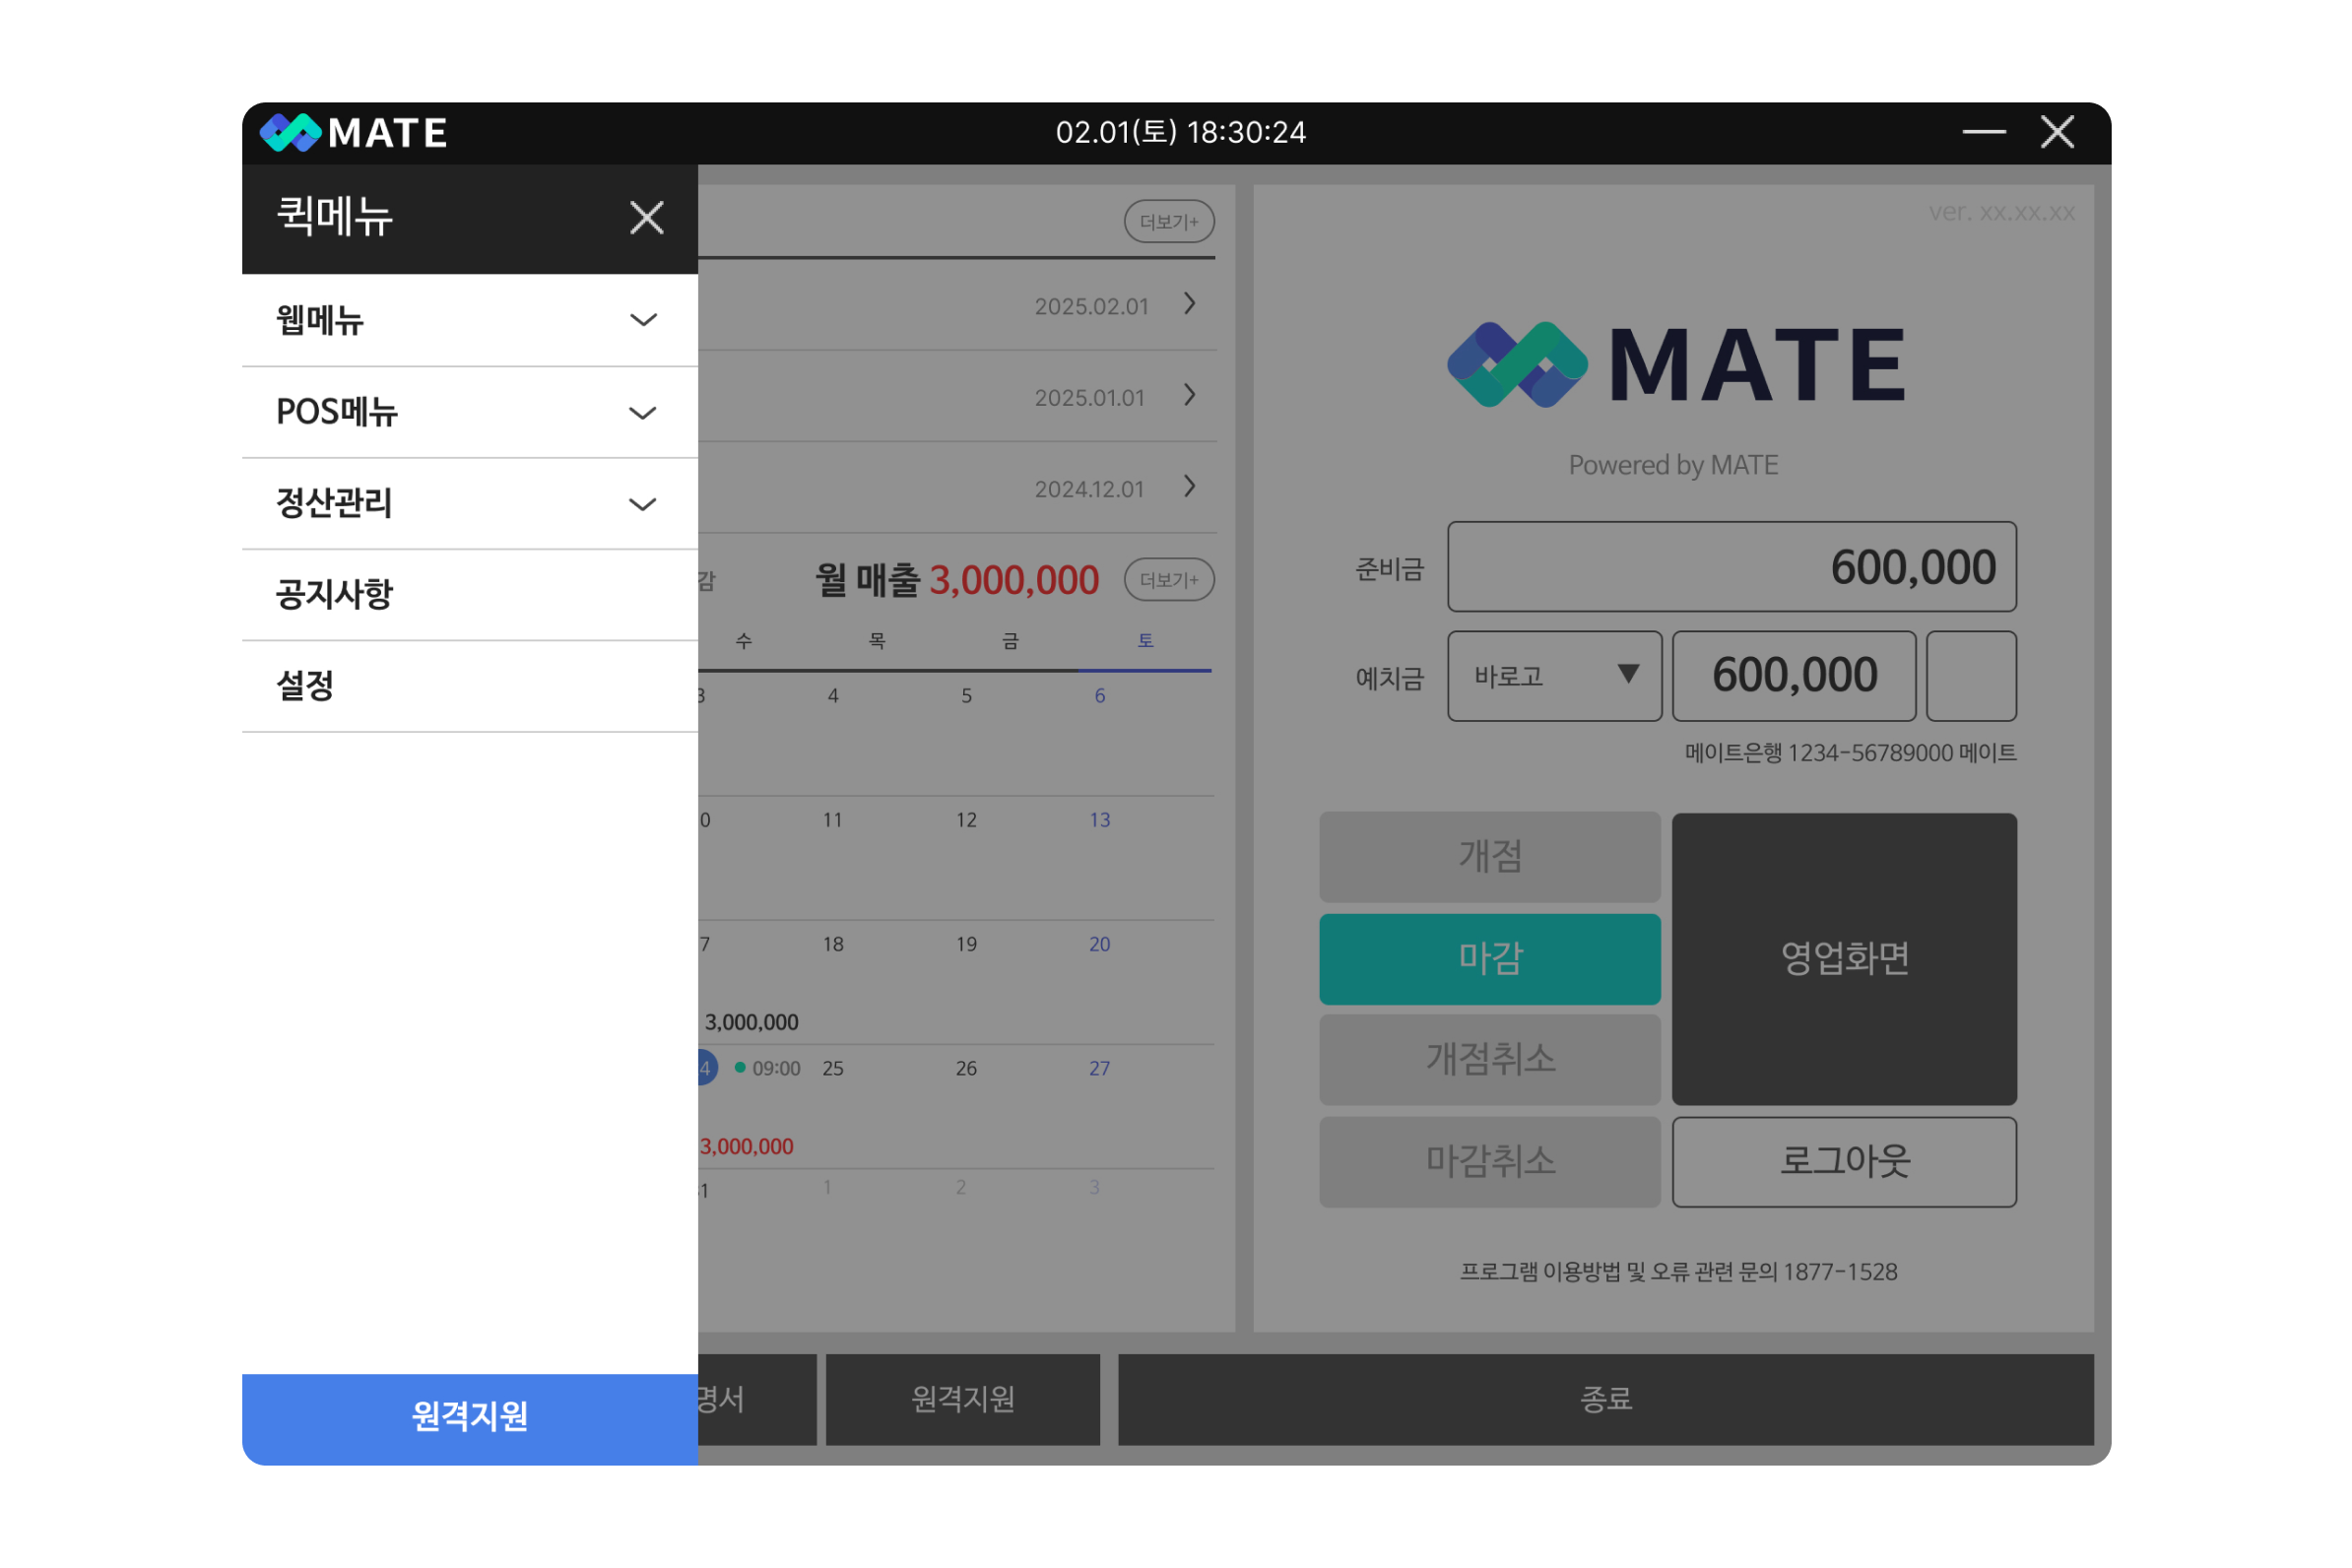 MATE
02.01(토) 18:30:24
퀵메뉴
웹메뉴
POS메뉴
정산관리
공지사항
설정
원격지원
더보기+
2025.02.01
2025.01.01
2024.12.01
감
월 매출 3,000,000
더보기+
수 목 금 토
3 4 5 6
0 11 12 13
7 18 19 20
3,000,000
4 09:00 25 26 27
3,000,000
1 1 2 3
명서
원격지원
종료
ver. xx.xx.xx
MATE
Powered by MATE
준비금 600,000
예치금 바로고 600,000
메이트은행 1234-56789000 메이트
개점
마감
영업화면
개점취소
마감취소
로그아웃
프로그램 이용방법 및 오류 관련 문의 1877-1528